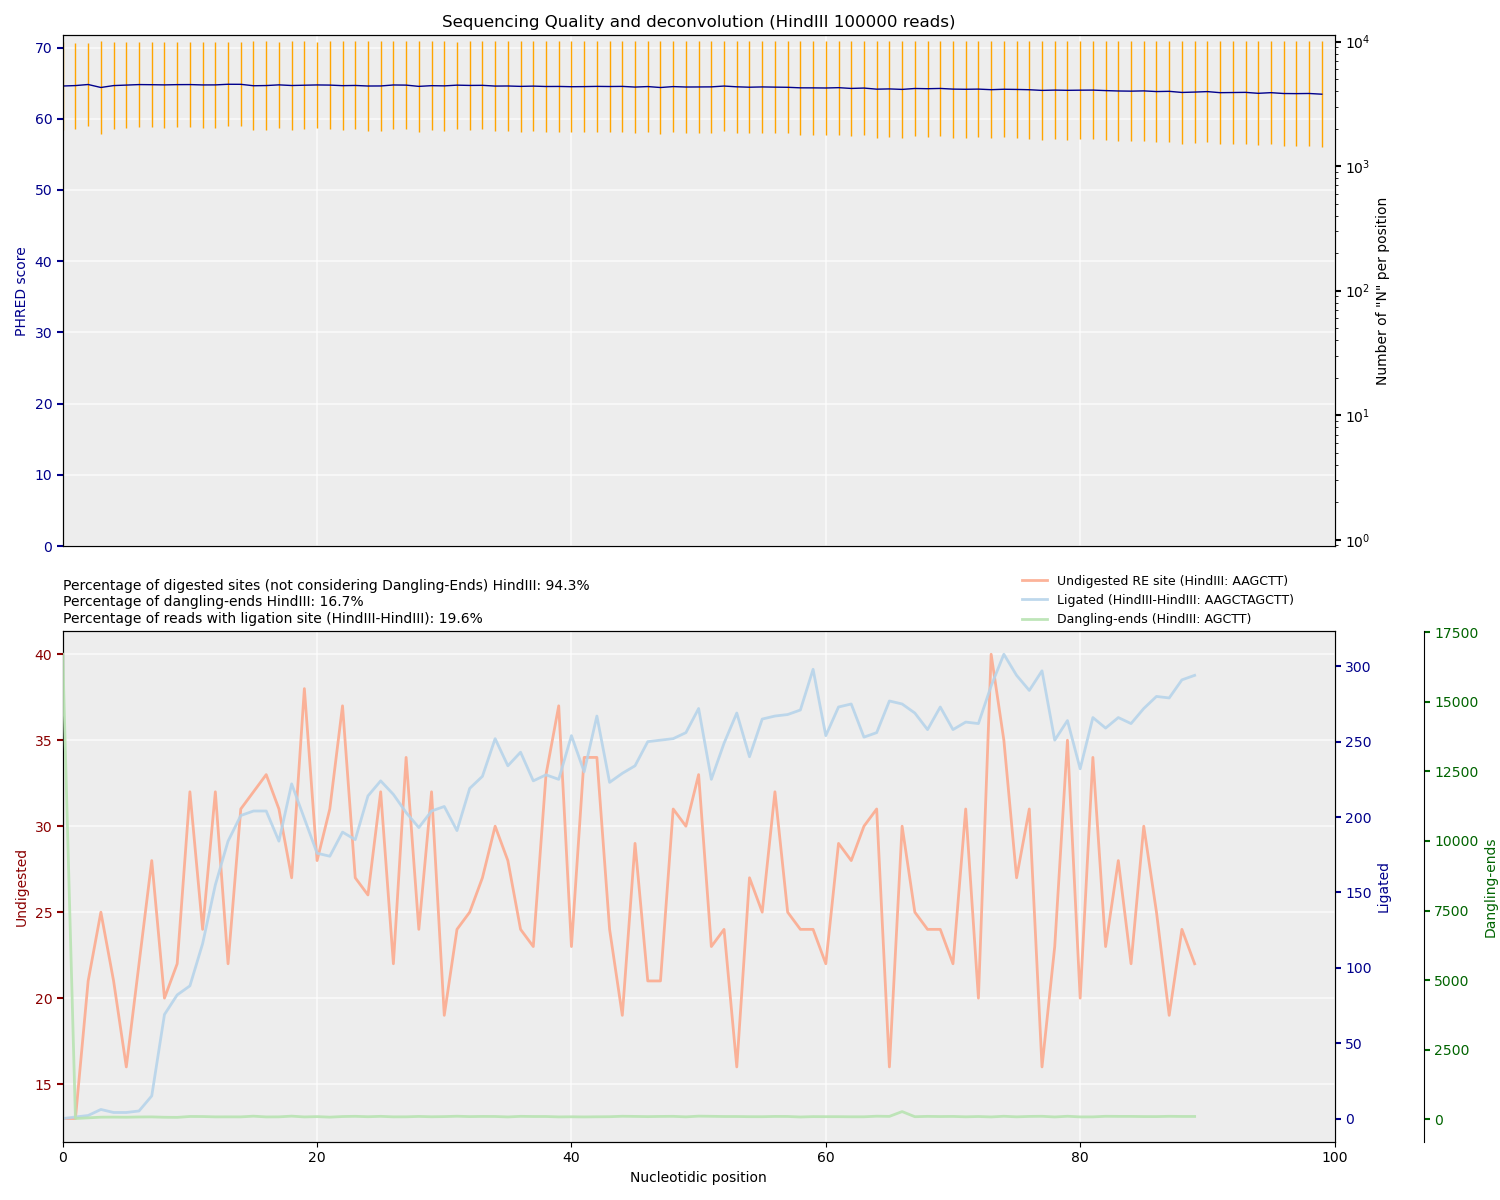 Sequencing Quality and deconvolution (HindIII 100000 reads)
70
60
50
40
30
20
10
0
PHRED score
10^4
10^3
10^2
10^1
10^0
Number of "N" per position
Percentage of digested sites (not considering Dangling-Ends) HindIII: 94.3%
Percentage of dangling-ends HindIII: 16.7%
Percentage of reads with ligation site (HindIII-HindIII): 19.6%
Undigested RE site (HindIII: AAGCTT)
Ligated (HindIII-HindIII: AAGCTAGCTT)
Dangling-ends (HindIII: AGCTT)
40
35
30
25
20
15
Undigested
300
250
200
150
100
50
0
Ligated
17500
15000
12500
10000
7500
5000
2500
0
Dangling-ends
0 20 40 60 80 100
Nucleotidic position